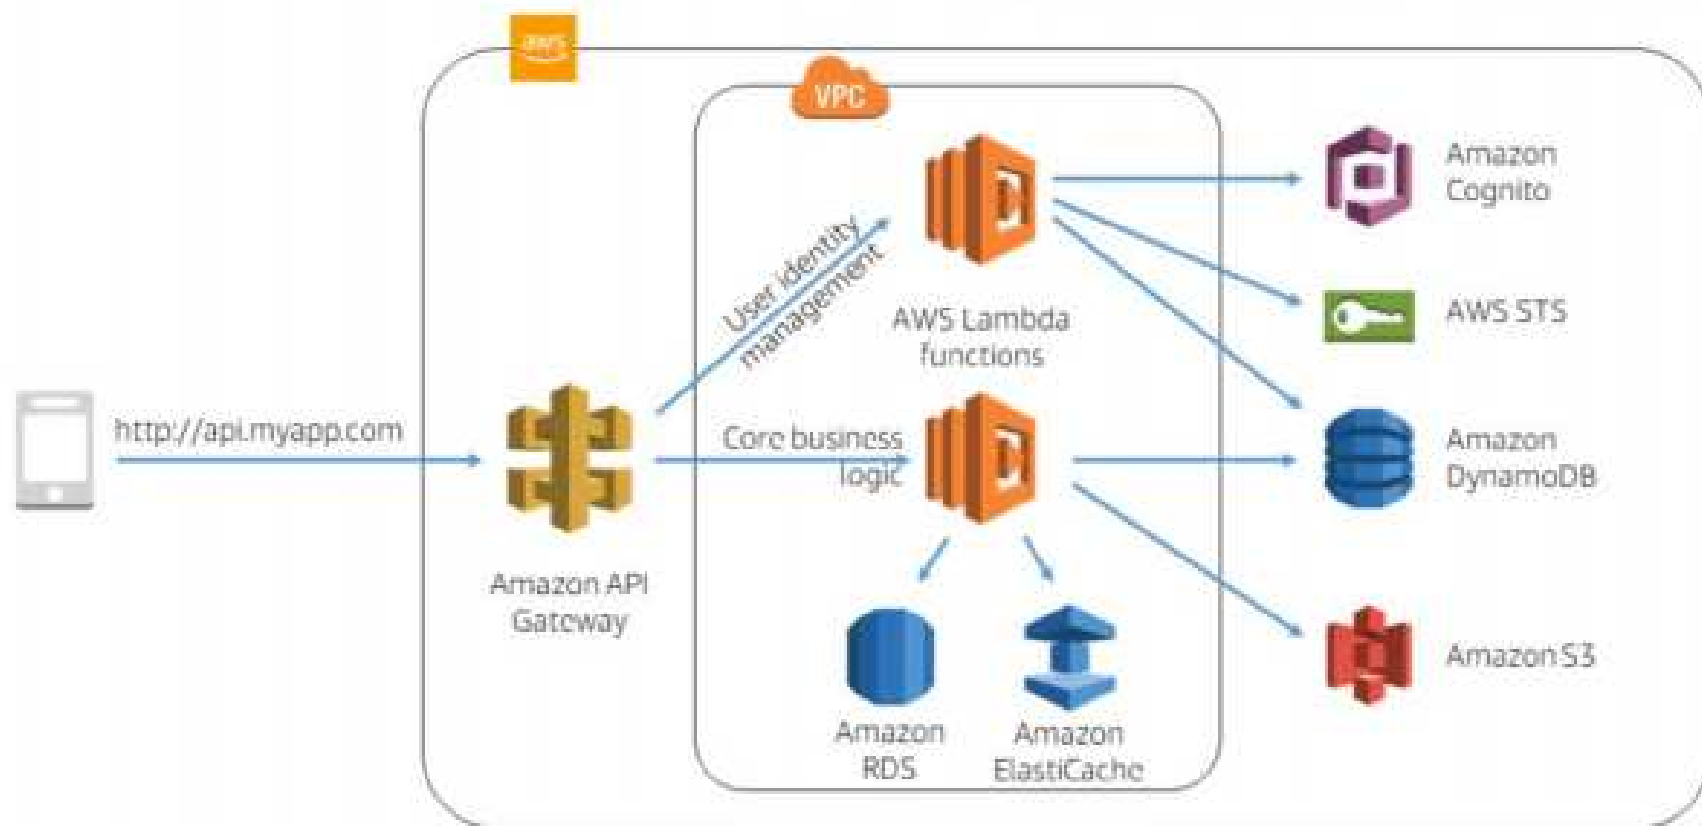 aws
VPC
Amazon
Cognito
User identity
management
AWS Lambda
functions
AWS STS
http://api.myapp.com
Core business
logic
Amazon
DynamoDB
Amazon API
Gateway
Amazon S3
Amazon
RDS
Amazon
ElastiCache